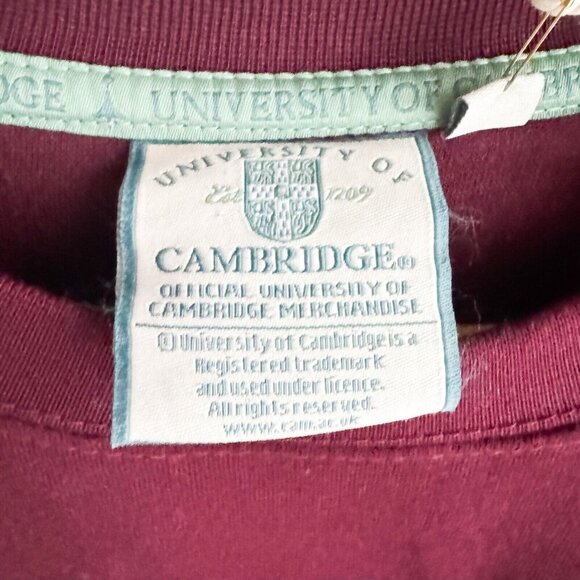 DGE UNIVERSITY OF C BR
UNIVERSITY OF
Est 1209
CAMBRIDGE®
OFFICIAL UNIVERSITY OF
CAMBRIDGE MERCHANDISE
© University of Cambridge is a
Registered trademark
and used under licence.
All rights reserved.
www.cam.ac.uk